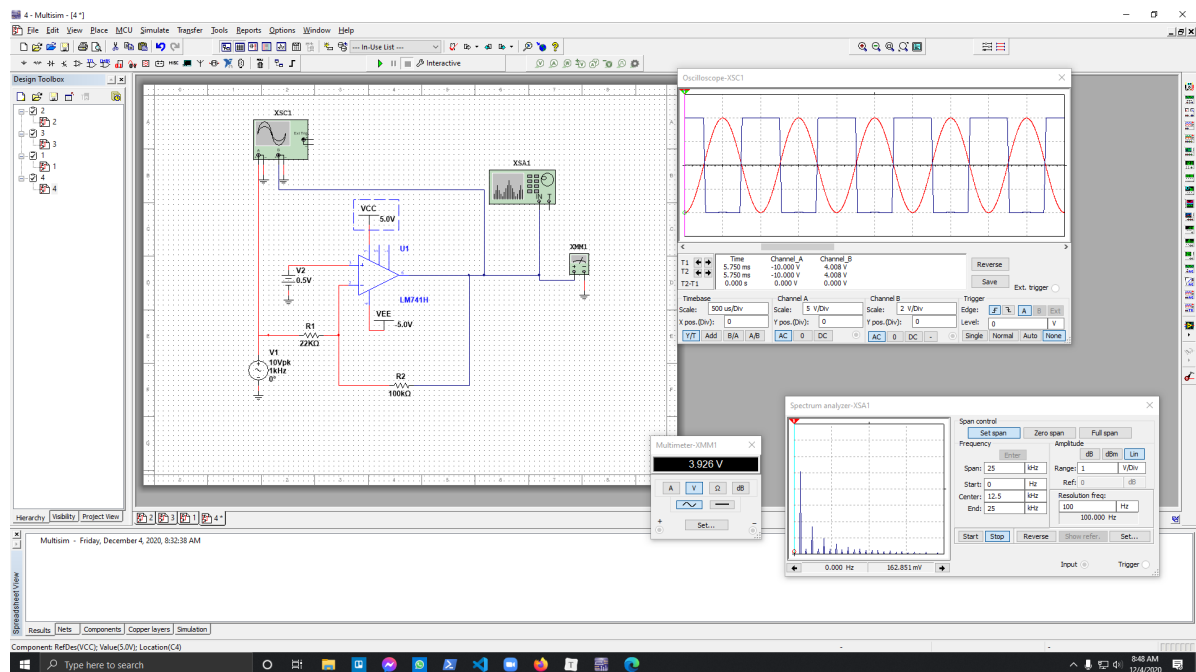 4 - Multisim - [4 *]
File Edit View Place MCU Simulate Transfer Tools Reports Options Window Help
--- In-Use List ---
Interactive
Design Toolbox
2
2
3
3
1
1
4
4
Hierarchy Visibility Project View
XSC1
Ext Trig
A B
XSA1
IN T
VCC
5.0V
U1
XMM1
V2
0.5V
LM741H
VEE
-5.0V
R1
22KΩ
V1
10Vpk
1kHz
0°
R2
100kΩ
2 3 1 4 *
Oscilloscope-XSC1
Time Channel_A Channel_B
T1 5.750 ms -10.000 V 4.008 V
T2 5.750 ms -10.000 V 4.008 V
T2-T1 0.000 s 0.000 V 0.000 V
Reverse
Save
Ext. trigger
Timebase Channel A Channel B Trigger
Scale: 500 us/Div Scale: 5 V/Div Scale: 2 V/Div Edge: A B Ext
X pos.(Div): 0 Y pos.(Div): 0 Y pos.(Div): 0 Level: 0 V
Y/T Add B/A A/B AC 0 DC AC 0 DC - Single Normal Auto None
Multimeter-XMM1
3.926 V
A V Ω dB
+ Set... -
Spectrum analyzer-XSA1
Span control
Set span Zero span Full span
Frequency Amplitude
Enter dB dBm Lin
Span: 25 kHz Range: 1 V/Div
Start: 0 Hz Ref: 0 dB
Center: 12.5 kHz Resolution freq:
End: 25 kHz 100 Hz
100.000 Hz
Start Stop Reverse Show refer. Set...
0.000 Hz 162.851mV Input Trigger
Multisim - Friday, December 4, 2020, 8:32:38 AM
Spreadsheet View
Results Nets Components Copper layers Simulation
Component: RefDes(VCC); Value(5.0V); Location(C4)
Type here to search
8:48 AM
12/4/2020